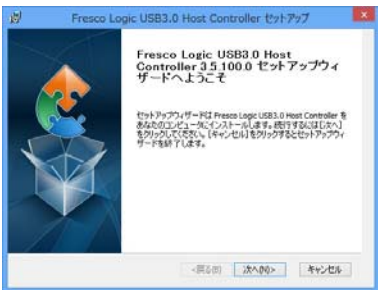 Fresco Logic USB3.0 Host Controller セットアップ
Fresco Logic USB3.0 Host
Controller 3.5.100.0 セットアップウィ
ザードへようこそ
セットアップウィザードは Fresco Logic USB3.0 Host Controller を
あなたのコンピュータにインストールします。続行するには [次へ]
をクリックしてください。[キャンセル] をクリックするとセットアップウィ
ザードを終了します。
<戻る(B)
次へ(N)>
キャンセル